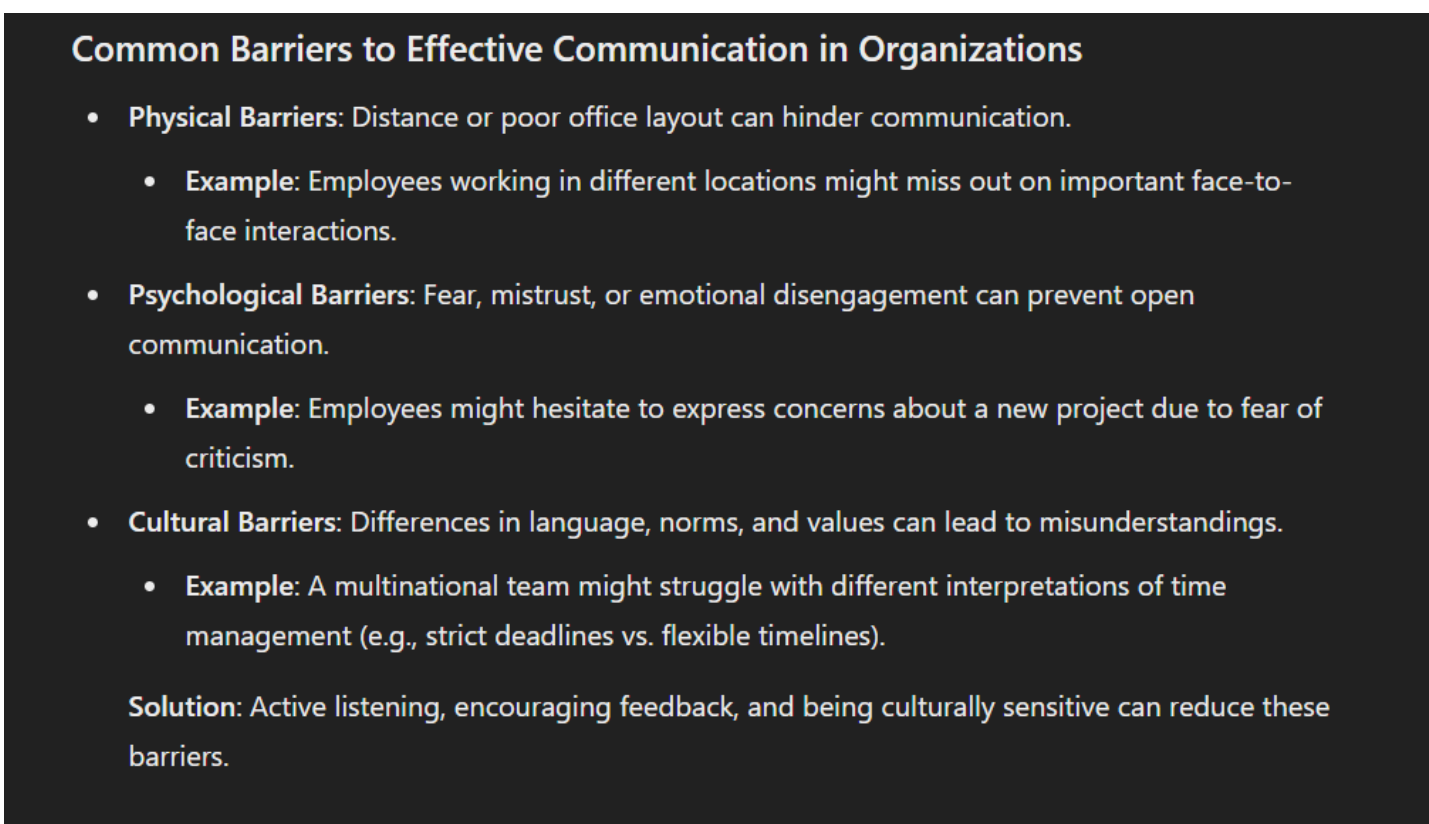 Common Barriers to Effective Communication in Organizations
• Physical Barriers: Distance or poor office layout can hinder communication.
• Example: Employees working in different locations might miss out on important face-to-
face interactions.
• Psychological Barriers: Fear, mistrust, or emotional disengagement can prevent open
communication.
• Example: Employees might hesitate to express concerns about a new project due to fear of
criticism.
• Cultural Barriers: Differences in language, norms, and values can lead to misunderstandings.
• Example: A multinational team might struggle with different interpretations of time
management (e.g., strict deadlines vs. flexible timelines).
Solution: Active listening, encouraging feedback, and being culturally sensitive can reduce these
barriers.